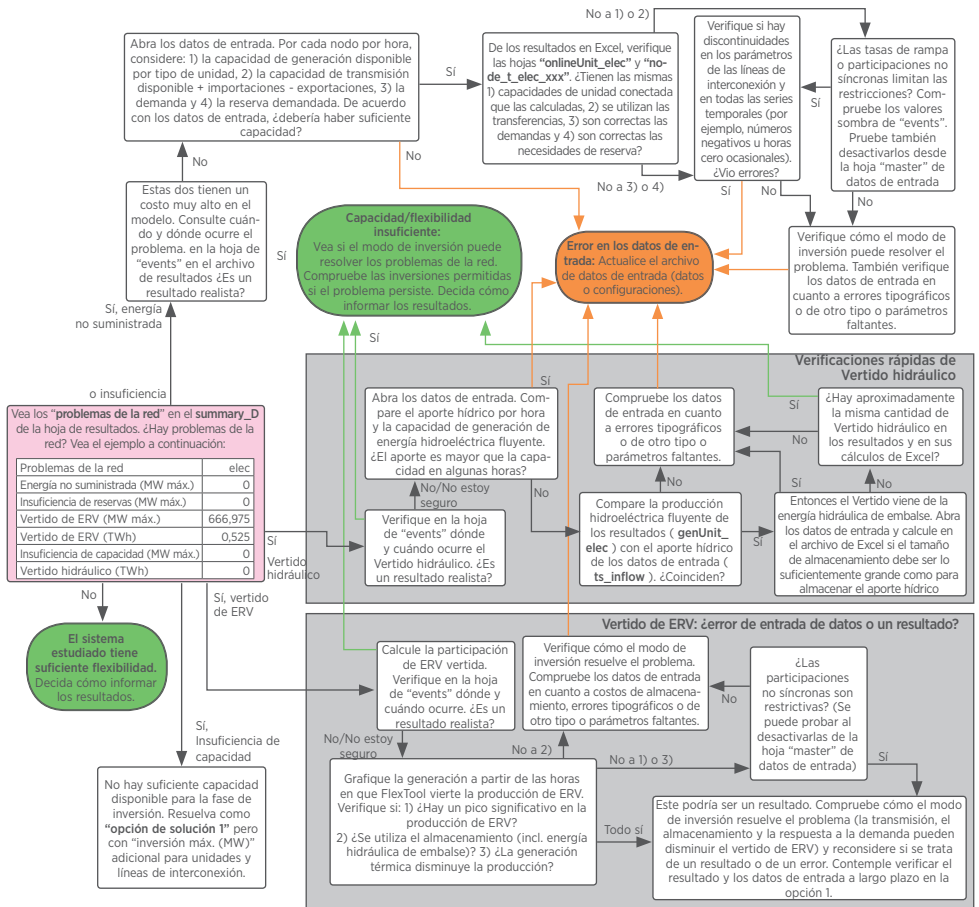 No a 1) o 2)
Abra los datos de entrada. Por cada nodo por hora,
considere: 1) la capacidad de generación disponible
por tipo de unidad, 2) la capacidad de transmisión
disponible + importaciones - exportaciones, 3) la
demanda y 4) la reserva demandada. De acuerdo
con los datos de entrada, ¿debería haber suficiente
capacidad?
Sí
De los resultados en Excel, verifique
las hojas "onlineUnit_elec" y "no-
de_t_elec_xxx". ¿Tienen las mismas
1) capacidades de unidad conectada
que las calculadas, 2) se utilizan las
transferencias, 3) son correctas las
demandas y 4) son correctas las
necesidades de reserva?
Verifique si hay
discontinuidades
en los parámetros
de las líneas de
interconexión y
en todas las series
temporales (por
ejemplo, números
negativos u horas
cero ocasionales).
¿Vio errores?
Sí
¿Las tasas de rampa
o participaciones no
síncronas limitan las
restricciones? Com-
pruebe los valores
sombra de "events".
Pruebe también
desactivarlos desde
la hoja "master" de
datos de entrada
No
No
No a 3) o 4)
Sí
No
No
Estas dos tienen un
costo muy alto en el
modelo. Consulte cuán-
do y dónde ocurre el
problema. en la hoja de
"events" en el archivo
de resultados ¿Es un
resultado realista?
Sí
Capacidad/flexibilidad
insuficiente:
Vea si el modo de inversión puede
resolver los problemas de la red.
Compruebe las inversiones permitidas
si el problema persiste. Decida cómo
informar los resultados.
Error en los datos de en-
trada: Actualice el archivo
de datos de entrada (datos
o configuraciones).
Verifique cómo el modo de
inversión puede resolver el
problema. También verifique
los datos de entrada en
cuanto a errores tipográficos
o de otro tipo o parámetros
faltantes.
Sí, energía
no suministrada
Sí
o insuficiencia
Vea los "problemas de la red" en el summary_D
de la hoja de resultados. ¿Hay problemas de la
red? Vea el ejemplo a continuación:
Problemas de la red elec
Energía no suministrada (MW máx.) 0
Insuficiencia de reservas (MW máx.) 0
Vertido de ERV (MW máx.) 666,975
Vertido de ERV (TWh) 0,525
Insuficiencia de capacidad (MW máx.) 0
Vertido hidráulico (TWh) 0
Sí
Vertido
hidráulico
Verificaciones rápidas de
Vertido hidráulico
Sí
Abra los datos de entrada. Com-
pare el aporte hídrico por hora
y la capacidad de generación de
energía hidroeléctrica fluyente.
¿El aporte es mayor que la capa-
cidad en algunas horas?
Compruebe los datos
de entrada en cuanto
a errores tipográficos
o de otro tipo o
parámetros faltantes.
Sí
No
¿Hay aproximadamente
la misma cantidad de
Vertido hidráulico en
los resultados y en sus
cálculos de Excel?
No/No estoy
seguro
No
No
Sí
No
Verifique en la hoja
de "events" dónde
y cuándo ocurre el
Vertido hidráulico. ¿Es
un resultado realista?
Compare la producción
hidroeléctrica fluyente de
los resultados ( genUnit_
elec ) con el aporte hídrico
de los datos de entrada (
ts_inflow ). ¿Coinciden?
Sí
Entonces el Vertido viene de la
energía hidráulica de embalse. Abra
los datos de entrada y calcule en
el archivo de Excel si el tamaño
de almacenamiento debe ser lo
suficientemente grande como para
almacenar el aporte hídrico
No
Sí, vertido
de ERV
El sistema
estudiado tiene
suficiente flexibilidad.
Decida cómo informar
los resultados.
Vertido de ERV: ¿error de entrada de datos o un resultado?
Calcule la participación
de ERV vertida.
Verifique en la hoja
de "events" dónde y
cuándo ocurre. ¿Es un
resultado realista?
Verifique cómo el modo de
inversión resuelve el problema.
Compruebe los datos de entrada
en cuanto a costos de almacena-
miento, errores tipográficos o de
otro tipo o parámetros faltantes.
No
¿Las
participaciones
no síncronas son
restrictivas? (Se
puede probar al
desactivarlas de la
hoja "master" de
datos de entrada)
Sí,
Insuficiencia de
capacidad
No/No estoy
seguro
No a 2)
No a 1) o 3)
Sí
No hay suficiente capacidad
disponible para la fase de
inversión. Resuelva como
"opción de solución 1" pero
con "inversión máx. (MW)"
adicional para unidades y
líneas de interconexión.
Grafique la generación a partir de las horas
en que FlexTool vierte la producción de ERV.
Verifique si: 1) ¿Hay un pico significativo en la
producción de ERV?
2) ¿Se utiliza el almacenamiento (incl. energía
hidráulica de embalse)? 3) ¿La generación
térmica disminuye la producción?
Todo sí
Este podría ser un resultado. Compruebe cómo el modo
de inversión resuelve el problema (la transmisión, el
almacenamiento y la respuesta a la demanda pueden
disminuir el vertido de ERV) y reconsidere si se trata
de un resultado o de un error. Contemple verificar el
resultado y los datos de entrada a largo plazo en la
opción 1.